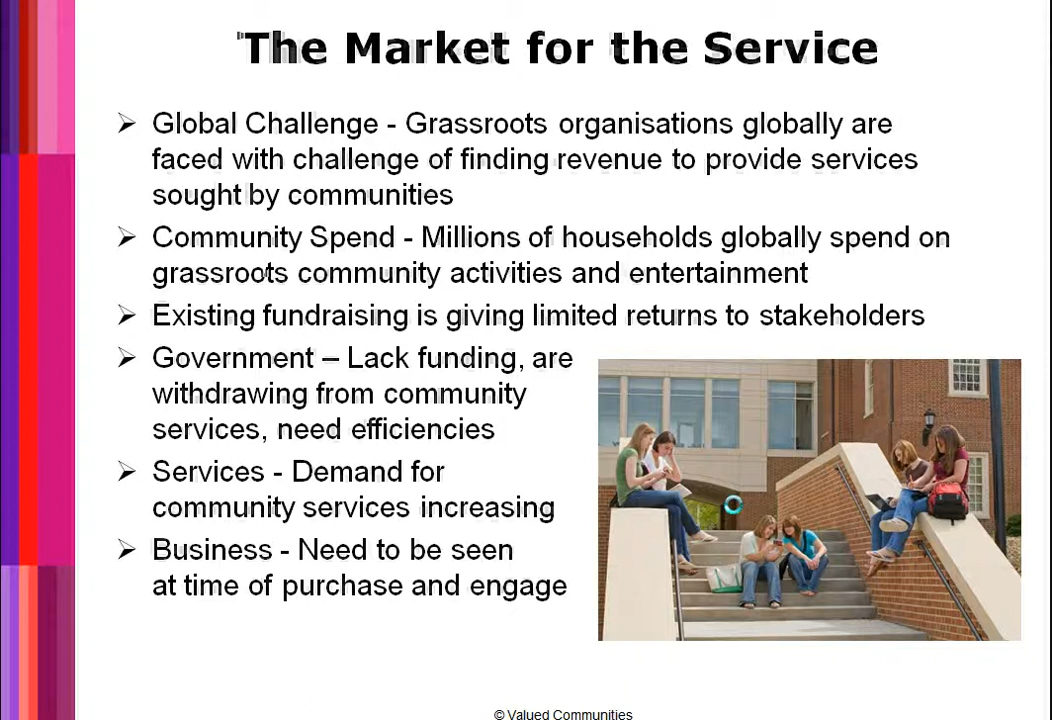 The Market for the Service
➢ Global Challenge - Grassroots organisations globally are
faced with challenge of finding revenue to provide services
sought by communities
➢ Community Spend - Millions of households globally spend on
grassroots community activities and entertainment
➢ Existing fundraising is giving limited returns to stakeholders
➢ Government – Lack funding, are
withdrawing from community
services, need efficiencies
➢ Services - Demand for
community services increasing
➢ Business - Need to be seen
at time of purchase and engage
© Valued Communities